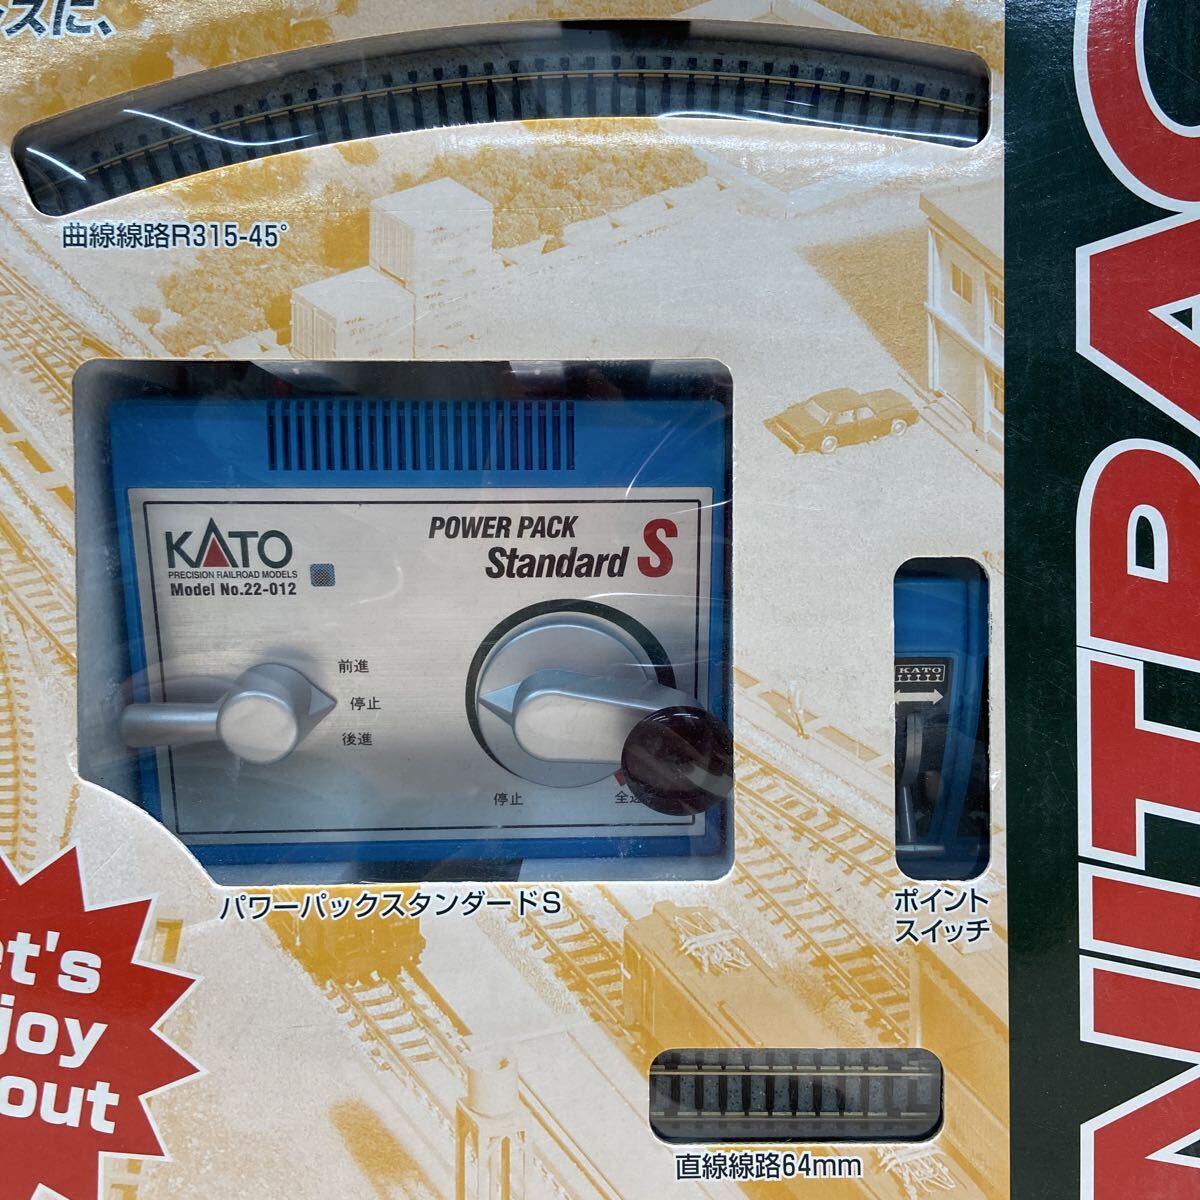 スに、
曲線線路R315-45°
KATO
PRECISION RAILROAD MODELS
Model No.22-012
POWER PACK
Standard S
前進
停止
後進
停止
KATO
パワーパックスタンダードS
ポイント
スイッチ
直線線路64mm
out